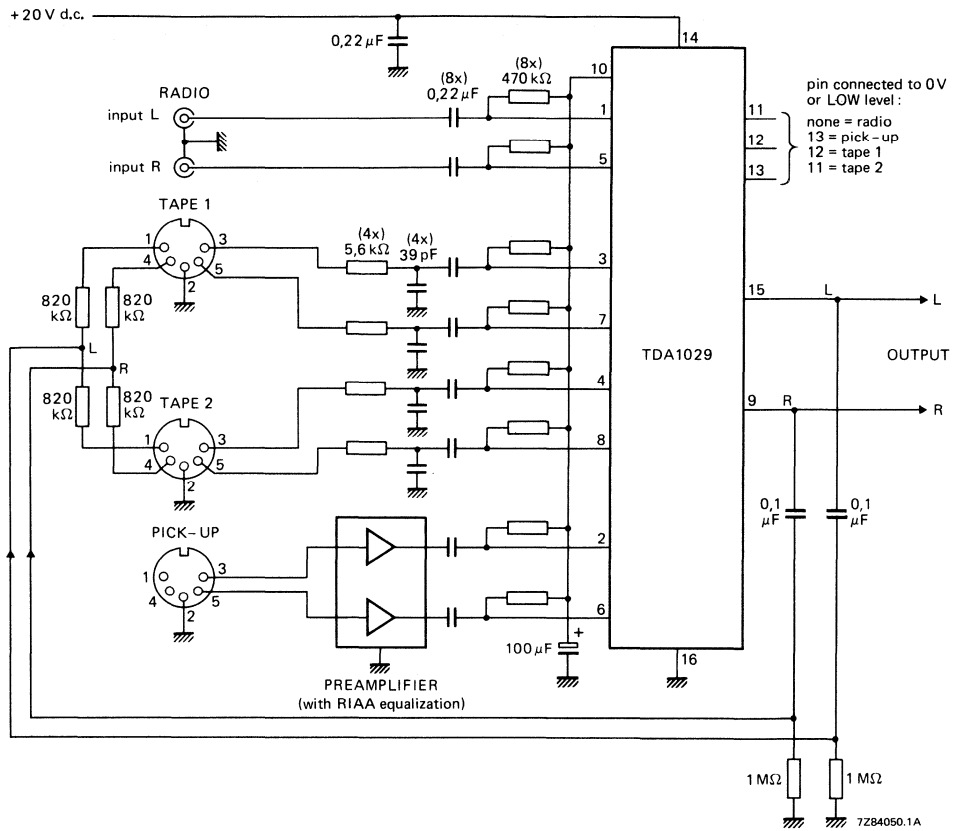 +20 V d.c.
0,22 μF
14
(8x)
0,22 μF
(8x)
470 kΩ
10
RADIO
input L
1
input R
5
11
12
13
pin connected to 0 V
or LOW level :
none = radio
13 = pick-up
12 = tape 1
11 = tape 2
TAPE 1
1
3
4
5
2
(4x)
5,6 kΩ
(4x)
39 pF
3
820
kΩ
820
kΩ
7
15
L
L
TDA1029
OUTPUT
L
R
4
9
R
R
820
kΩ
820
kΩ
TAPE 2
1
3
4
5
2
8
0,1
μF
0,1
μF
PICK-UP
1
3
4
5
2
2
6
100 μF
+
16
PREAMPLIFIER
(with RIAA equalization)
1 MΩ
1 MΩ
7Z84050.1A